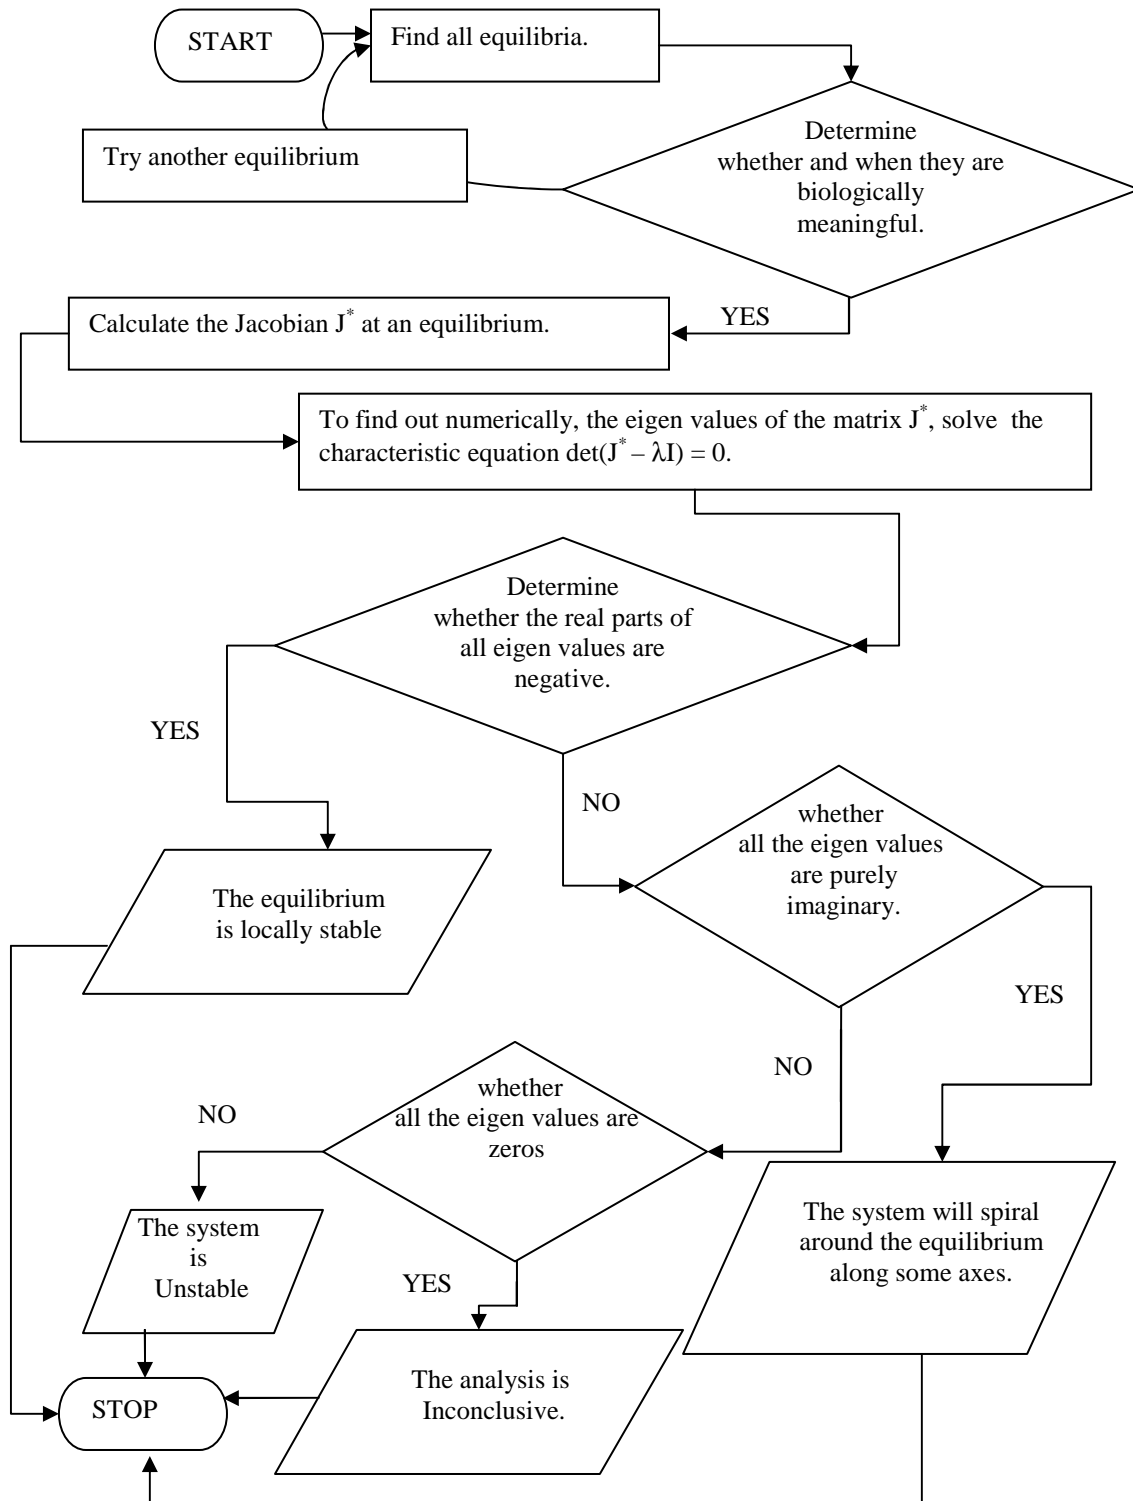 START
Find all equilibria.
Try another equilibrium
Determine
whether and when they are
biologically
meaningful.
YES
Calculate the Jacobian J* at an equilibrium.
To find out numerically, the eigen values of the matrix J*, solve the
characteristic equation det(J* – λI) = 0.
Determine
whether the real parts of
all eigen values are
negative.
YES
NO
whether
all the eigen values
are purely
imaginary.
The equilibrium
is locally stable
YES
NO
whether
all the eigen values are
zeros
NO
The system will spiral
around the equilibrium
along some axes.
The system
is
Unstable
YES
The analysis is
Inconclusive.
STOP